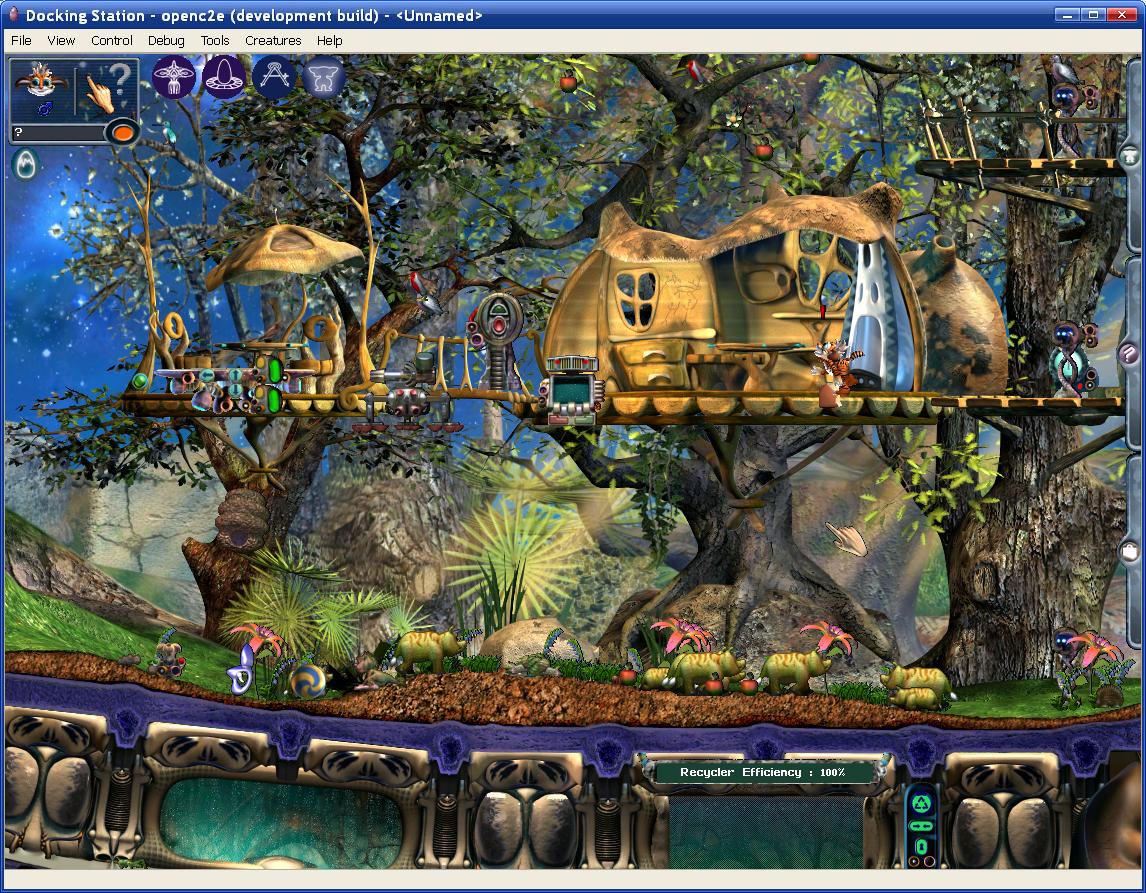 Docking Station - openc2e (development build) - <Unnamed>
File View Control Debug Tools Creatures Help
?
?
Recycler Efficiency : 100%